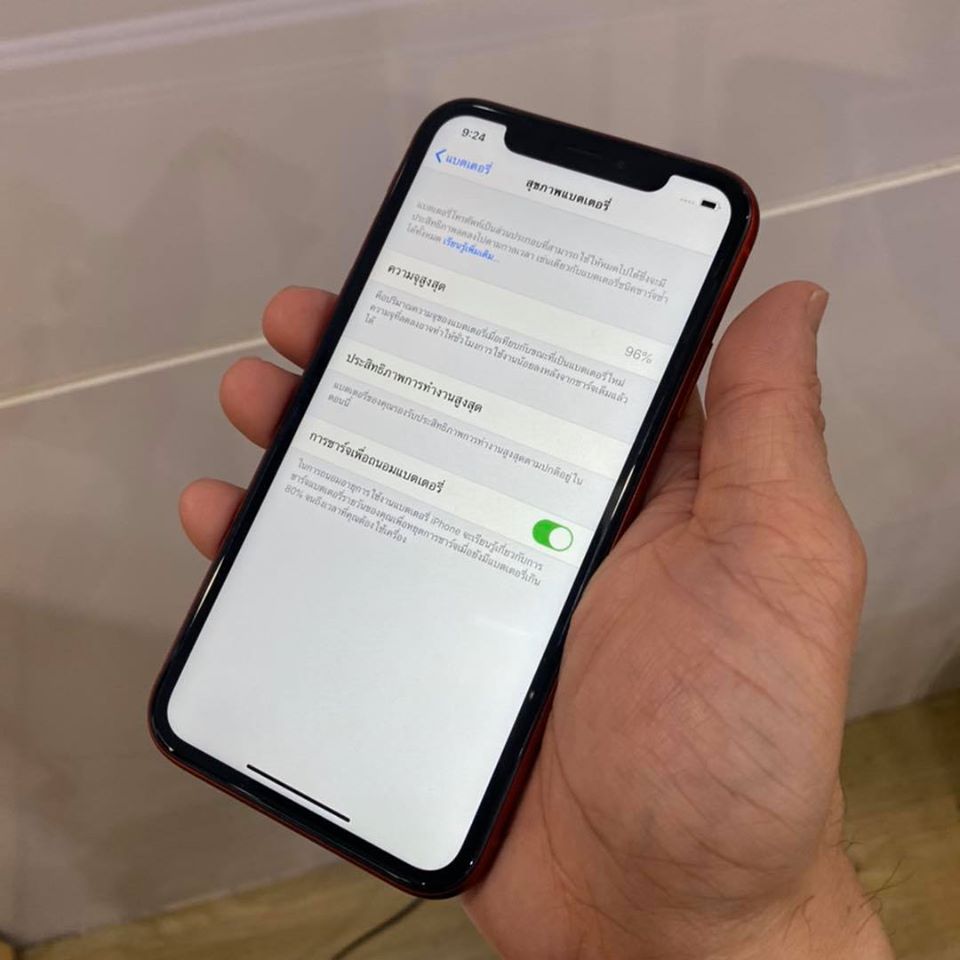 9:24
แบตเตอรี่
สุขภาพแบตเตอรี่
แบตเตอรี่โทรศัพท์เป็นส่วนประกอบที่สามารถใช้ให้หมดไปได้ซึ่งจะมี
ประสิทธิภาพลดลงไปตามกาลเวลา เช่นเดียวกับแบตเตอรี่ชนิดชาร์จซ้ำ
ได้ทั้งหมด เรียนรู้เพิ่มเติม...
ความจุสูงสุด
96%
คือปริมาณความจุของแบตเตอรี่เมื่อเทียบกับขณะที่เป็นแบตเตอรี่ใหม่
ความจุที่ลดลงอาจทำให้ชั่วโมงการใช้งานน้อยลงหลังจากชาร์จเต็มแล้ว
ได้
ประสิทธิภาพการทำงานสูงสุด
แบตเตอรี่ของคุณรองรับประสิทธิภาพการทำงานสูงสุดตามปกติอยู่ใน
ตอนนี้
การชาร์จเพื่อถนอมแบตเตอรี่
ในการถนอมอายุการใช้งานแบตเตอรี่ iPhone จะเรียนรู้เกี่ยวกับการ
ชาร์จแบตเตอรี่รายวันของคุณเพื่อหยุดการชาร์จเมื่อยังมีแบตเตอรี่เกิน
80% จนถึงเวลาที่คุณต้องใช้เครื่อง